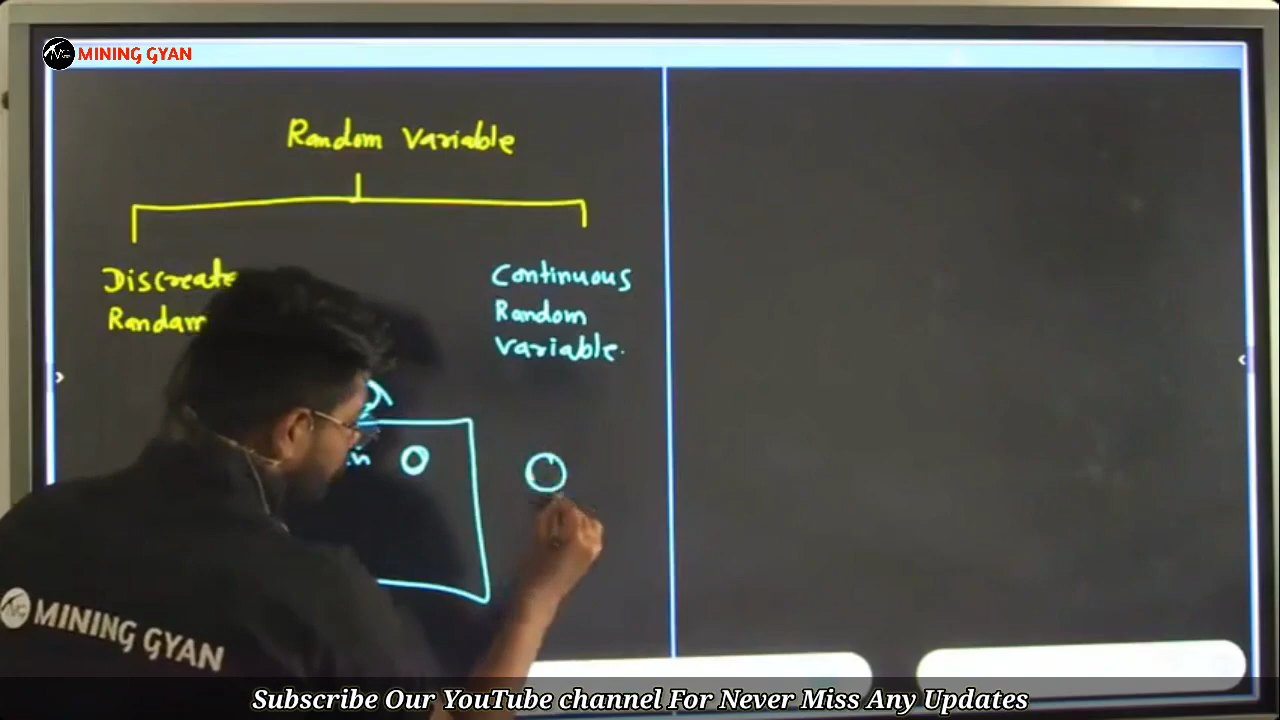 MINING GYAN
Random Variable
Discreate
Continuous
Random
Variable.
MINING GYAN
Subscribe Our YouTube channel For Never Miss Any Updates